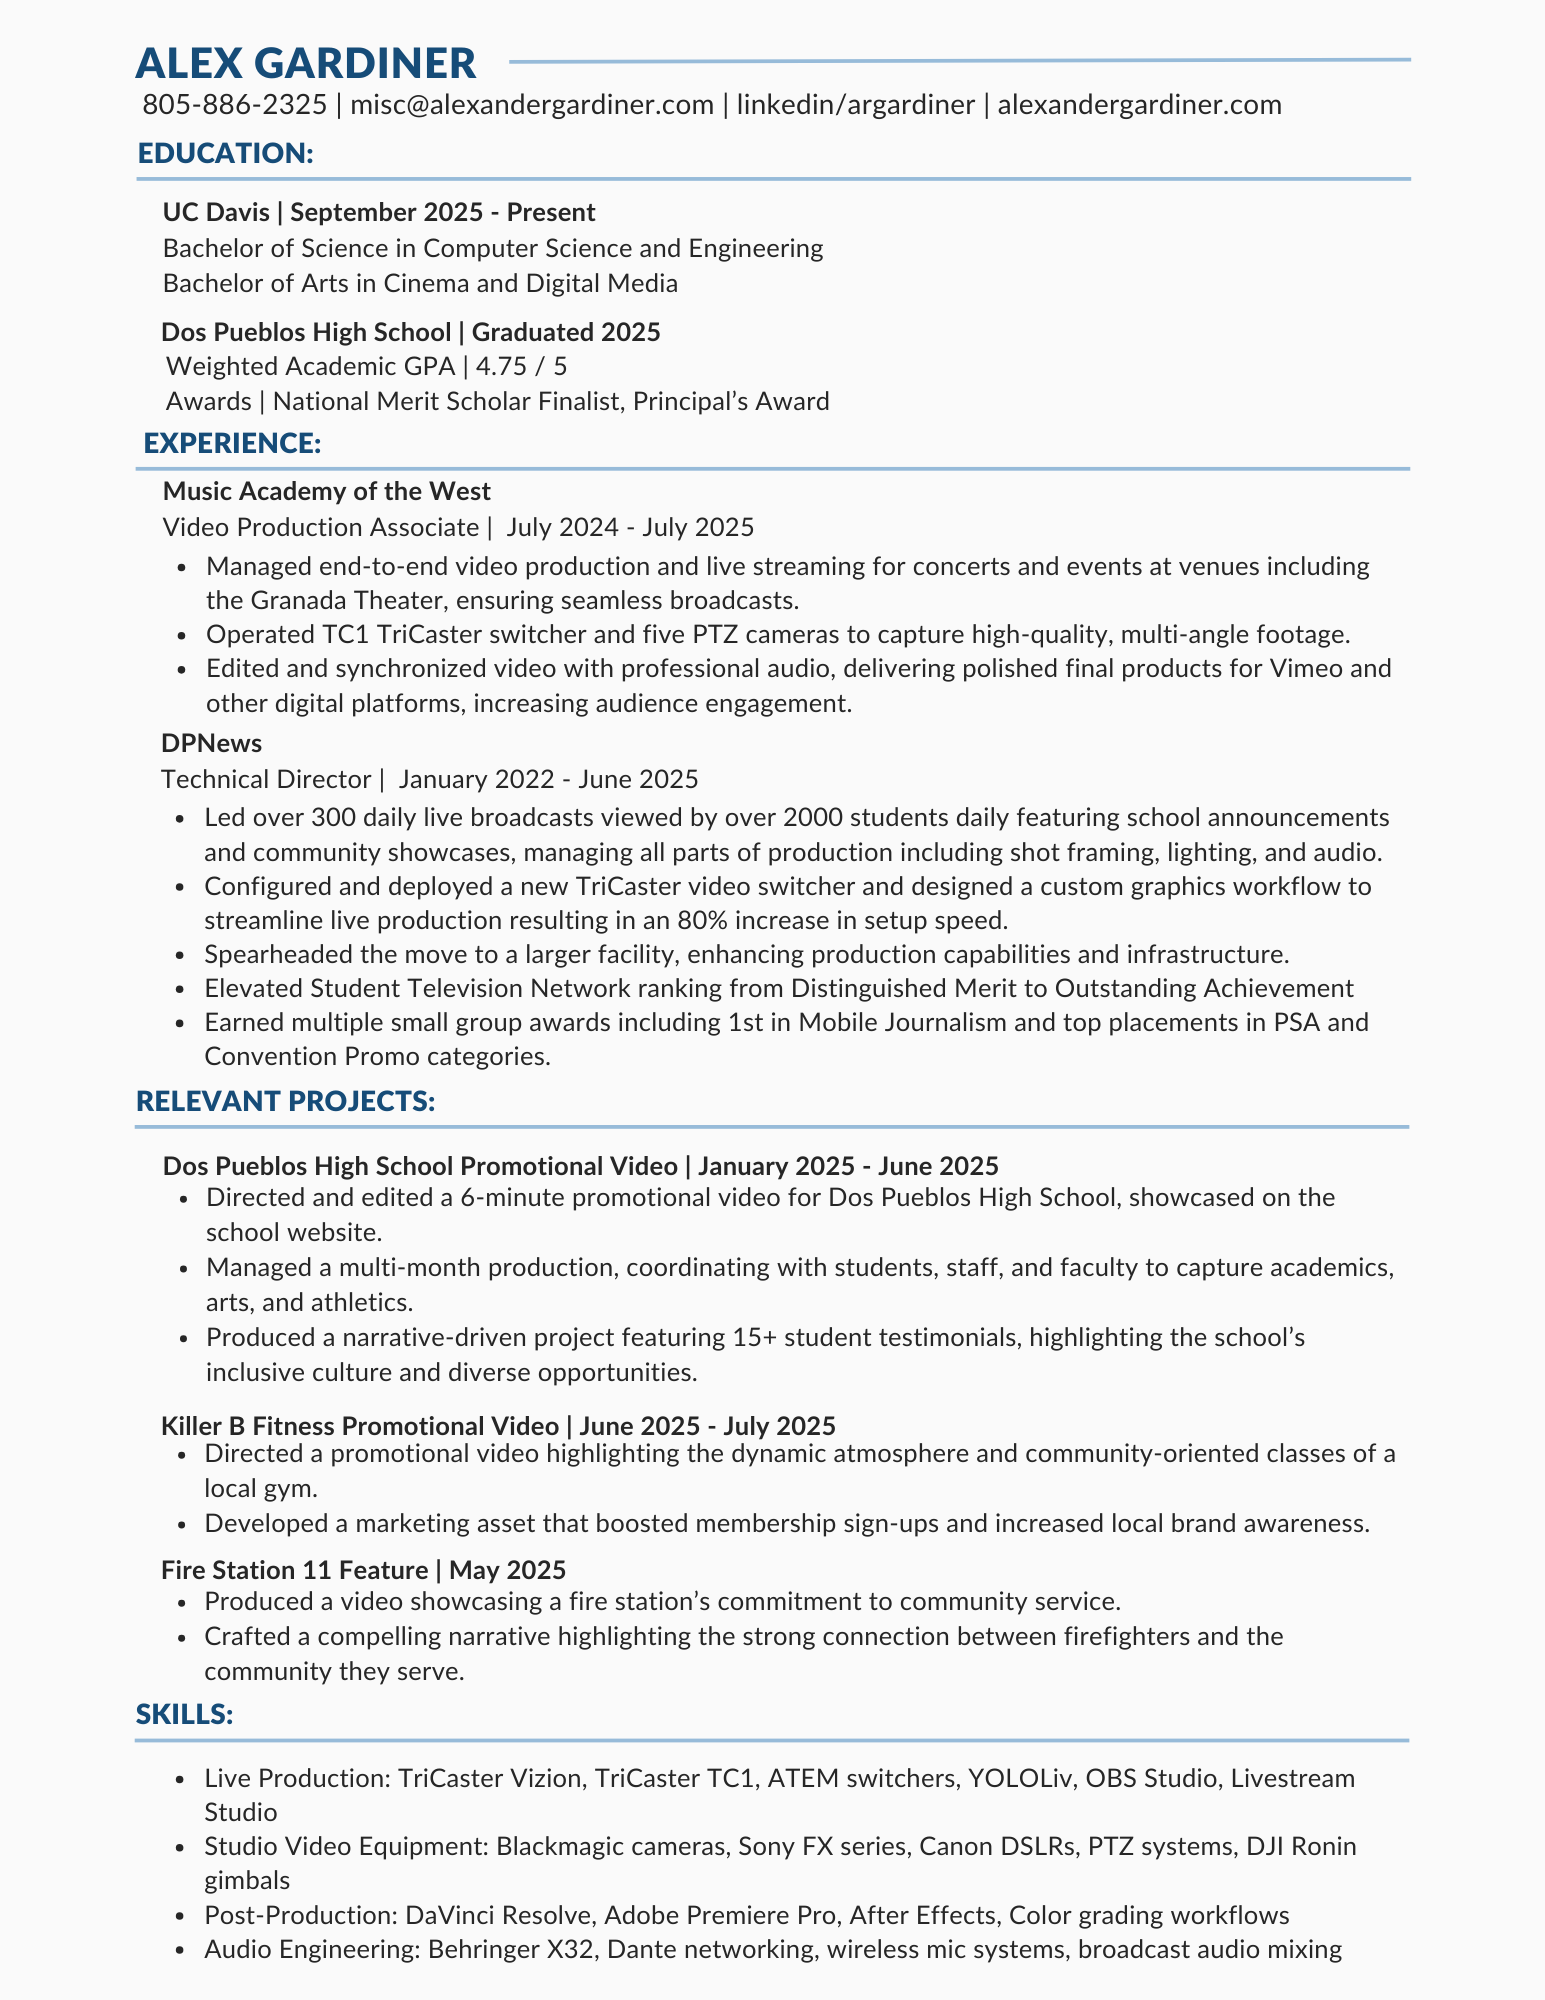 ALEX GARDINER
805-886-2325 | misc@alexandergardiner.com | linkedin/argardiner | alexandergardiner.com
EDUCATION:
UC Davis | September 2025 - Present
Bachelor of Science in Computer Science and Engineering
Bachelor of Arts in Cinema and Digital Media
Dos Pueblos High School | Graduated 2025
Weighted Academic GPA | 4.75 / 5
Awards | National Merit Scholar Finalist, Principal’s Award
EXPERIENCE:
Music Academy of the West
Video Production Associate | July 2024 - July 2025
• Managed end-to-end video production and live streaming for concerts and events at venues including
the Granada Theater, ensuring seamless broadcasts.
• Operated TC1 TriCaster switcher and five PTZ cameras to capture high-quality, multi-angle footage.
• Edited and synchronized video with professional audio, delivering polished final products for Vimeo and
other digital platforms, increasing audience engagement.
DPNews
Technical Director | January 2022 - June 2025
• Led over 300 daily live broadcasts viewed by over 2000 students daily featuring school announcements
and community showcases, managing all parts of production including shot framing, lighting, and audio.
• Configured and deployed a new TriCaster video switcher and designed a custom graphics workflow to
streamline live production resulting in an 80% increase in setup speed.
• Spearheaded the move to a larger facility, enhancing production capabilities and infrastructure.
• Elevated Student Television Network ranking from Distinguished Merit to Outstanding Achievement
• Earned multiple small group awards including 1st in Mobile Journalism and top placements in PSA and
Convention Promo categories.
RELEVANT PROJECTS:
Dos Pueblos High School Promotional Video | January 2025 - June 2025
• Directed and edited a 6-minute promotional video for Dos Pueblos High School, showcased on the
school website.
• Managed a multi-month production, coordinating with students, staff, and faculty to capture academics,
arts, and athletics.
• Produced a narrative-driven project featuring 15+ student testimonials, highlighting the school’s
inclusive culture and diverse opportunities.
Killer B Fitness Promotional Video | June 2025 - July 2025
• Directed a promotional video highlighting the dynamic atmosphere and community-oriented classes of a
local gym.
• Developed a marketing asset that boosted membership sign-ups and increased local brand awareness.
Fire Station 11 Feature | May 2025
• Produced a video showcasing a fire station’s commitment to community service.
• Crafted a compelling narrative highlighting the strong connection between firefighters and the
community they serve.
SKILLS:
• Live Production: TriCaster Vizion, TriCaster TC1, ATEM switchers, YOLOLiv, OBS Studio, Livestream
Studio
• Studio Video Equipment: Blackmagic cameras, Sony FX series, Canon DSLRs, PTZ systems, DJI Ronin
gimbals
• Post-Production: DaVinci Resolve, Adobe Premiere Pro, After Effects, Color grading workflows
• Audio Engineering: Behringer X32, Dante networking, wireless mic systems, broadcast audio mixing